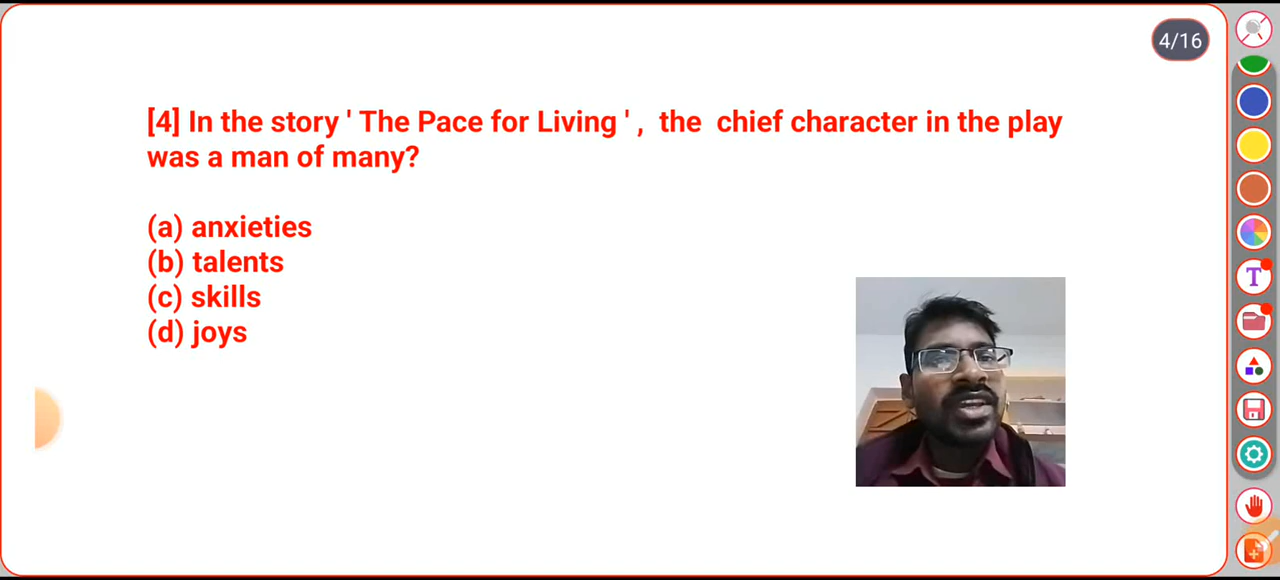 4/16
[4] In the story ' The Pace for Living ' , the chief character in the play
was a man of many?
(a) anxieties
(b) talents
(c) skills
(d) joys
T